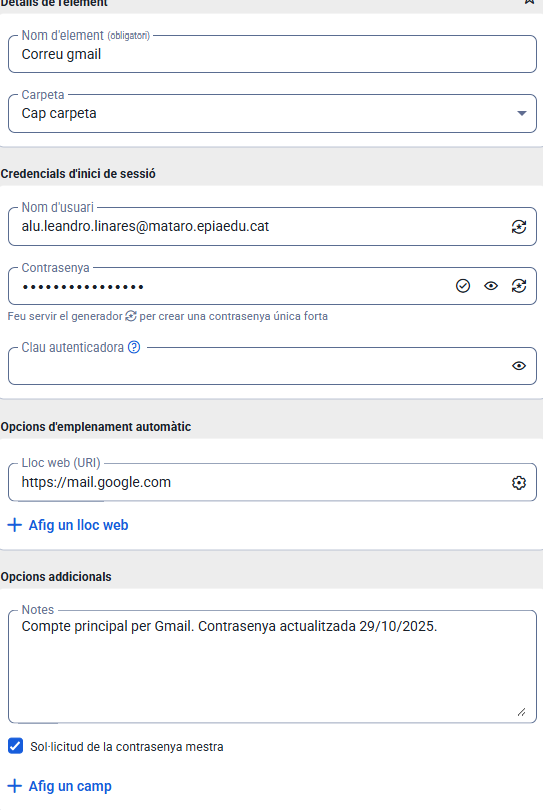 Detalls de l'element
Nom d'element (obligatori)
Correu gmail
Carpeta
Cap carpeta
Credencials d'inici de sessió
Nom d'usuari
alu.leandro.linares@mataro.epiaedu.cat
Contrasenya
••••••••••••••••
Feu servir el generador per crear una contrasenya única forta
Clau autenticadora
Opcions d'emplenament automàtic
Lloc web (URI)
https://mail.google.com
Afig un lloc web
Opcions addicionals
Notes
Compte principal per Gmail. Contrasenya actualitzada 29/10/2025.
Sol·licitud de la contrasenya mestra
Afig un camp